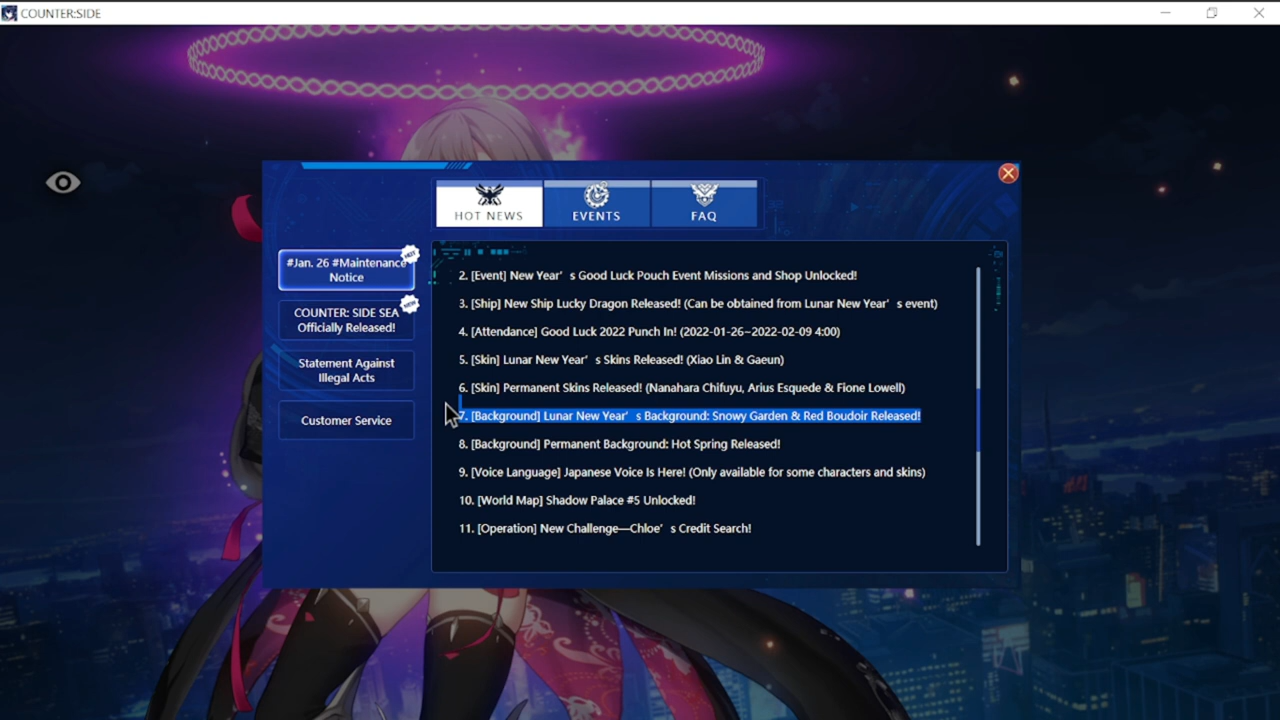 COUNTER:SIDE
HOT NEWS
EVENTS
FAQ
#Jan. 26 #Maintenance
Notice
HOT
COUNTER: SIDE SEA
Officially Released!
Statement Against
Illegal Acts
Customer Service
2. [Event] New Year's Good Luck Pouch Event Missions and Shop Unlocked!
3. [Ship] New Ship Lucky Dragon Released! (Can be obtained from Lunar New Year's event)
4. [Attendance] Good Luck 2022 Punch In! (2022-01-26~2022-02-09 4:00)
5. [Skin] Lunar New Year's Skins Released! (Xiao Lin & Gaeun)
6. [Skin] Permanent Skins Released! (Nanahara Chifuyu, Arius Esquede & Fione Lowell)
7. [Background] Lunar New Year's Background: Snowy Garden & Red Boudoir Released!
8. [Background] Permanent Background: Hot Spring Released!
9. [Voice Language] Japanese Voice Is Here! (Only available for some characters and skins)
10. [World Map] Shadow Palace #5 Unlocked!
11. [Operation] New Challenge—Chloe's Credit Search!